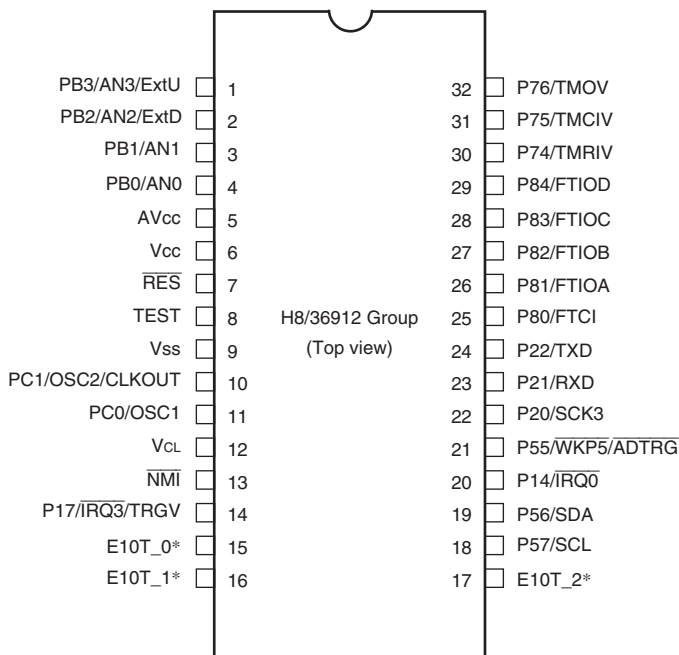 PB3/AN3/ExtU 1
PB2/AN2/ExtD 2
PB1/AN1 3
PB0/AN0 4
AVcc 5
Vcc 6
RES 7
TEST 8
Vss 9
PC1/OSC2/CLKOUT 10
PC0/OSC1 11
VCL 12
NMI 13
P17/IRQ3/TRGV 14
E10T_0* 15
E10T_1* 16
H8/36912 Group
(Top view)
32 P76/TMOV
31 P75/TMCIV
30 P74/TMRIV
29 P84/FTIOD
28 P83/FTIOC
27 P82/FTIOB
26 P81/FTIOA
25 P80/FTCI
24 P22/TXD
23 P21/RXD
22 P20/SCK3
21 P55/WKP5/ADTRG
20 P14/IRQ0
19 P56/SDA
18 P57/SCL
17 E10T_2*